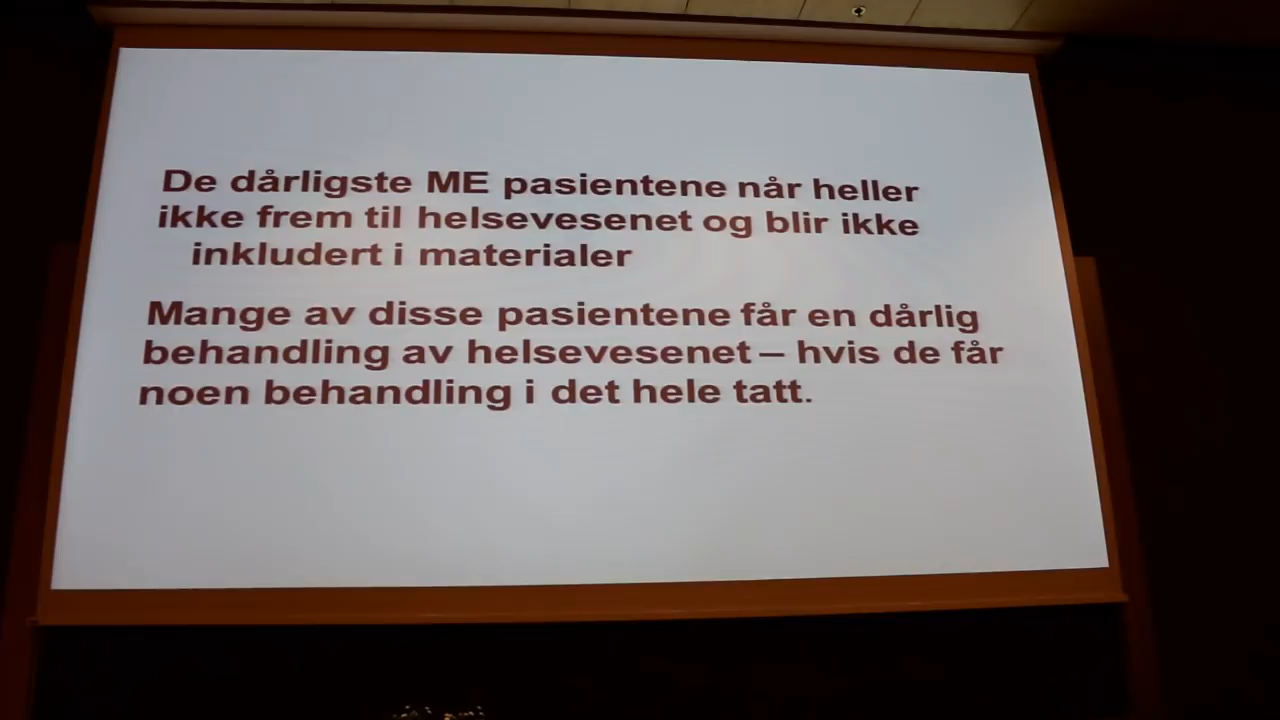 De dårligste ME pasientene når heller
ikke frem til helsevesenet og blir ikke
inkludert i materialer
Mange av disse pasientene får en dårlig
behandling av helsevesenet – hvis de får
noen behandling i det hele tatt.